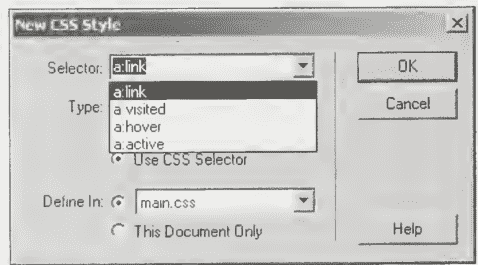 New CSS Style
Selector: a:link
OK
a:link
Type: a:visited
Cancel
a:hover
a:active
Use CSS Selector
Define In: main.css
This Document Only
Help